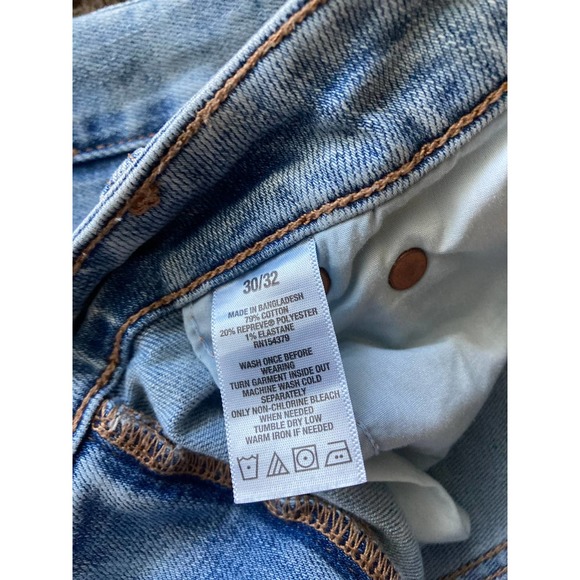 30/32
MADE IN BANGLADESH
79% COTTON
20% REPREVE® POLYESTER
1% ELASTANE
RN154379
WASH ONCE BEFORE
WEARING
TURN GARMENT INSIDE OUT
MACHINE WASH COLD
SEPARATELY
ONLY NON-CHLORINE BLEACH
WHEN NEEDED
TUMBLE DRY LOW
WARM IRON IF NEEDED